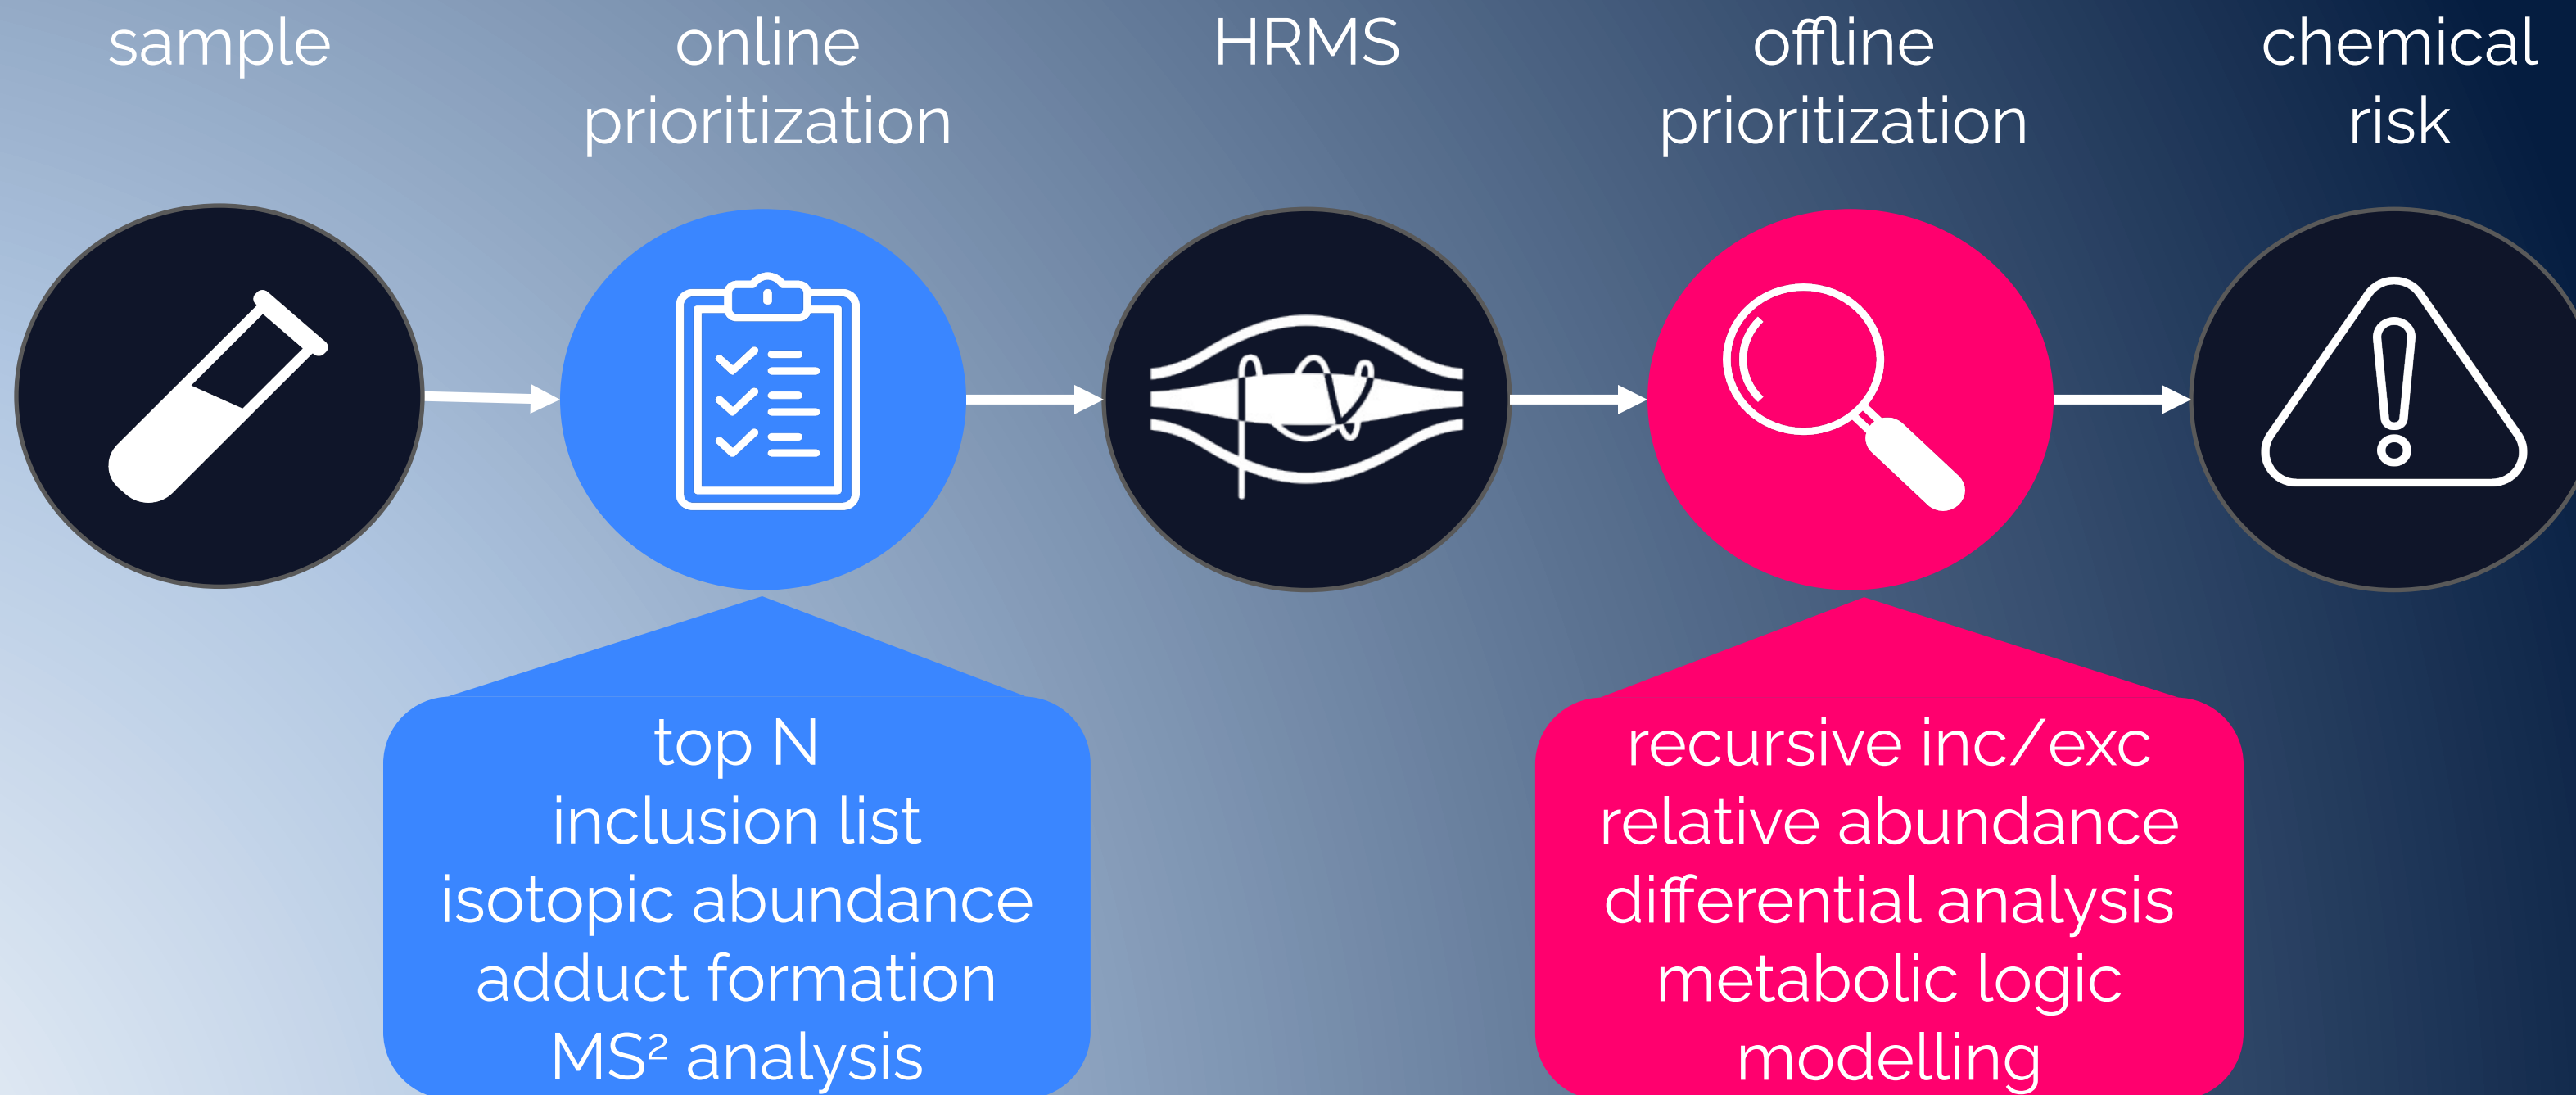 sample
online
prioritization
HRMS
offline
prioritization
chemical
risk
top N
inclusion list
isotopic abundance
adduct formation
MS² analysis
recursive inc/exc
relative abundance
differential analysis
metabolic logic
modelling